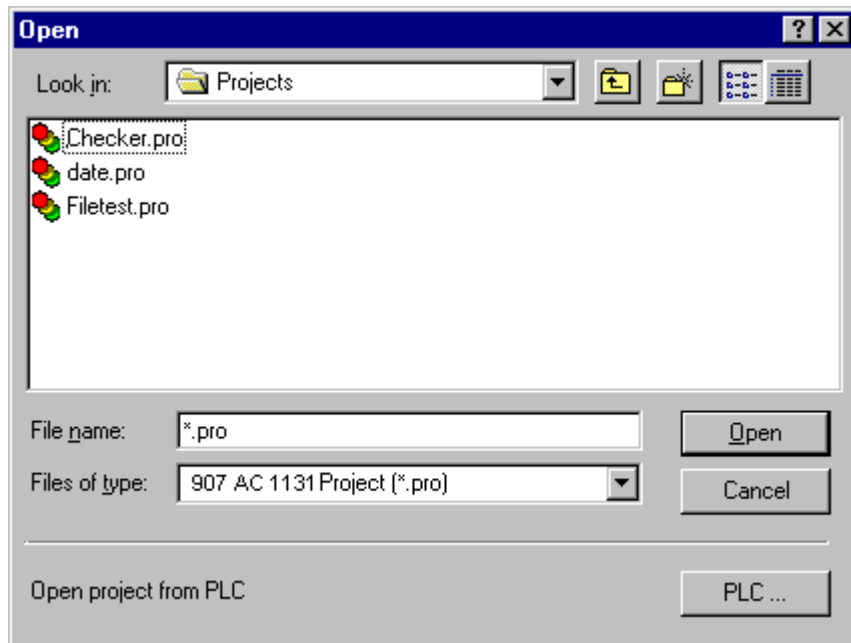 Open
Look in: Projects
Checker.pro
date.pro
Filetest.pro
File name: *.pro Open
Files of type: 907 AC 1131 Project (*.pro) Cancel
Open project from PLC PLC ...